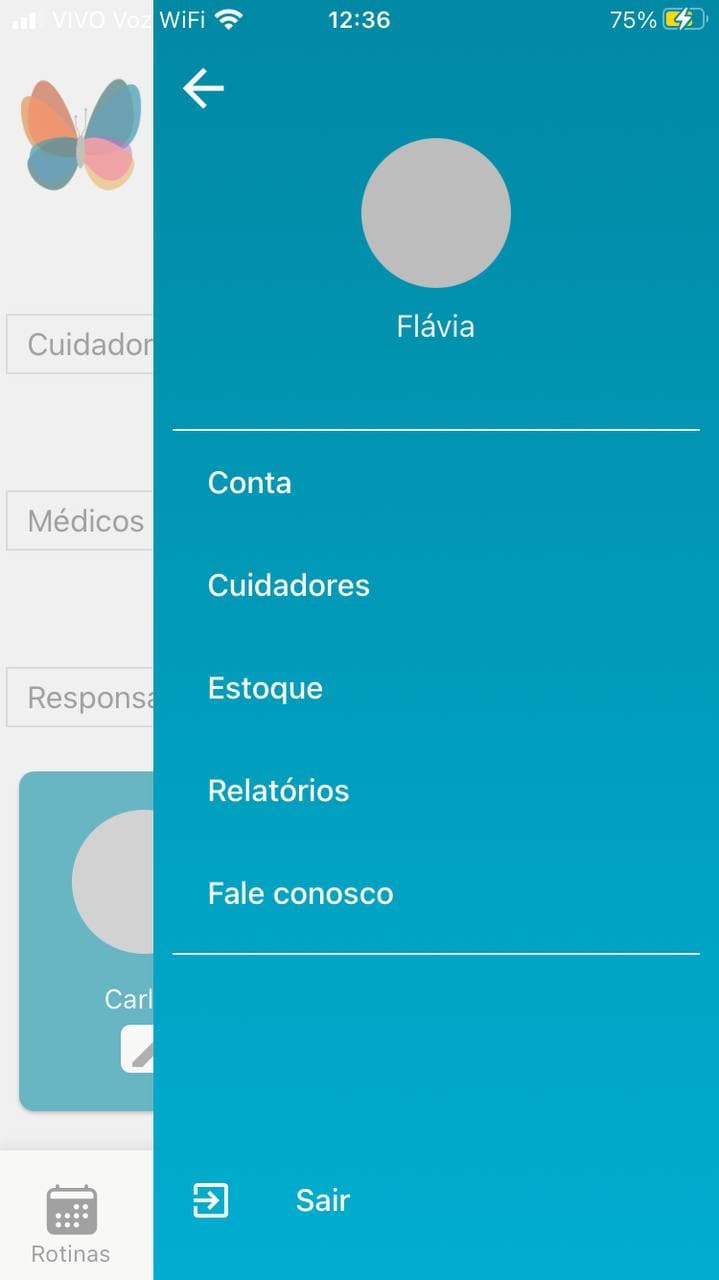 VIVO Voz WiFi 12:36 75%
Flávia
Conta
Cuidadores
Estoque
Relatórios
Fale conosco
Sair
Cuidador
Médicos
Responsa
Carl
Rotinas